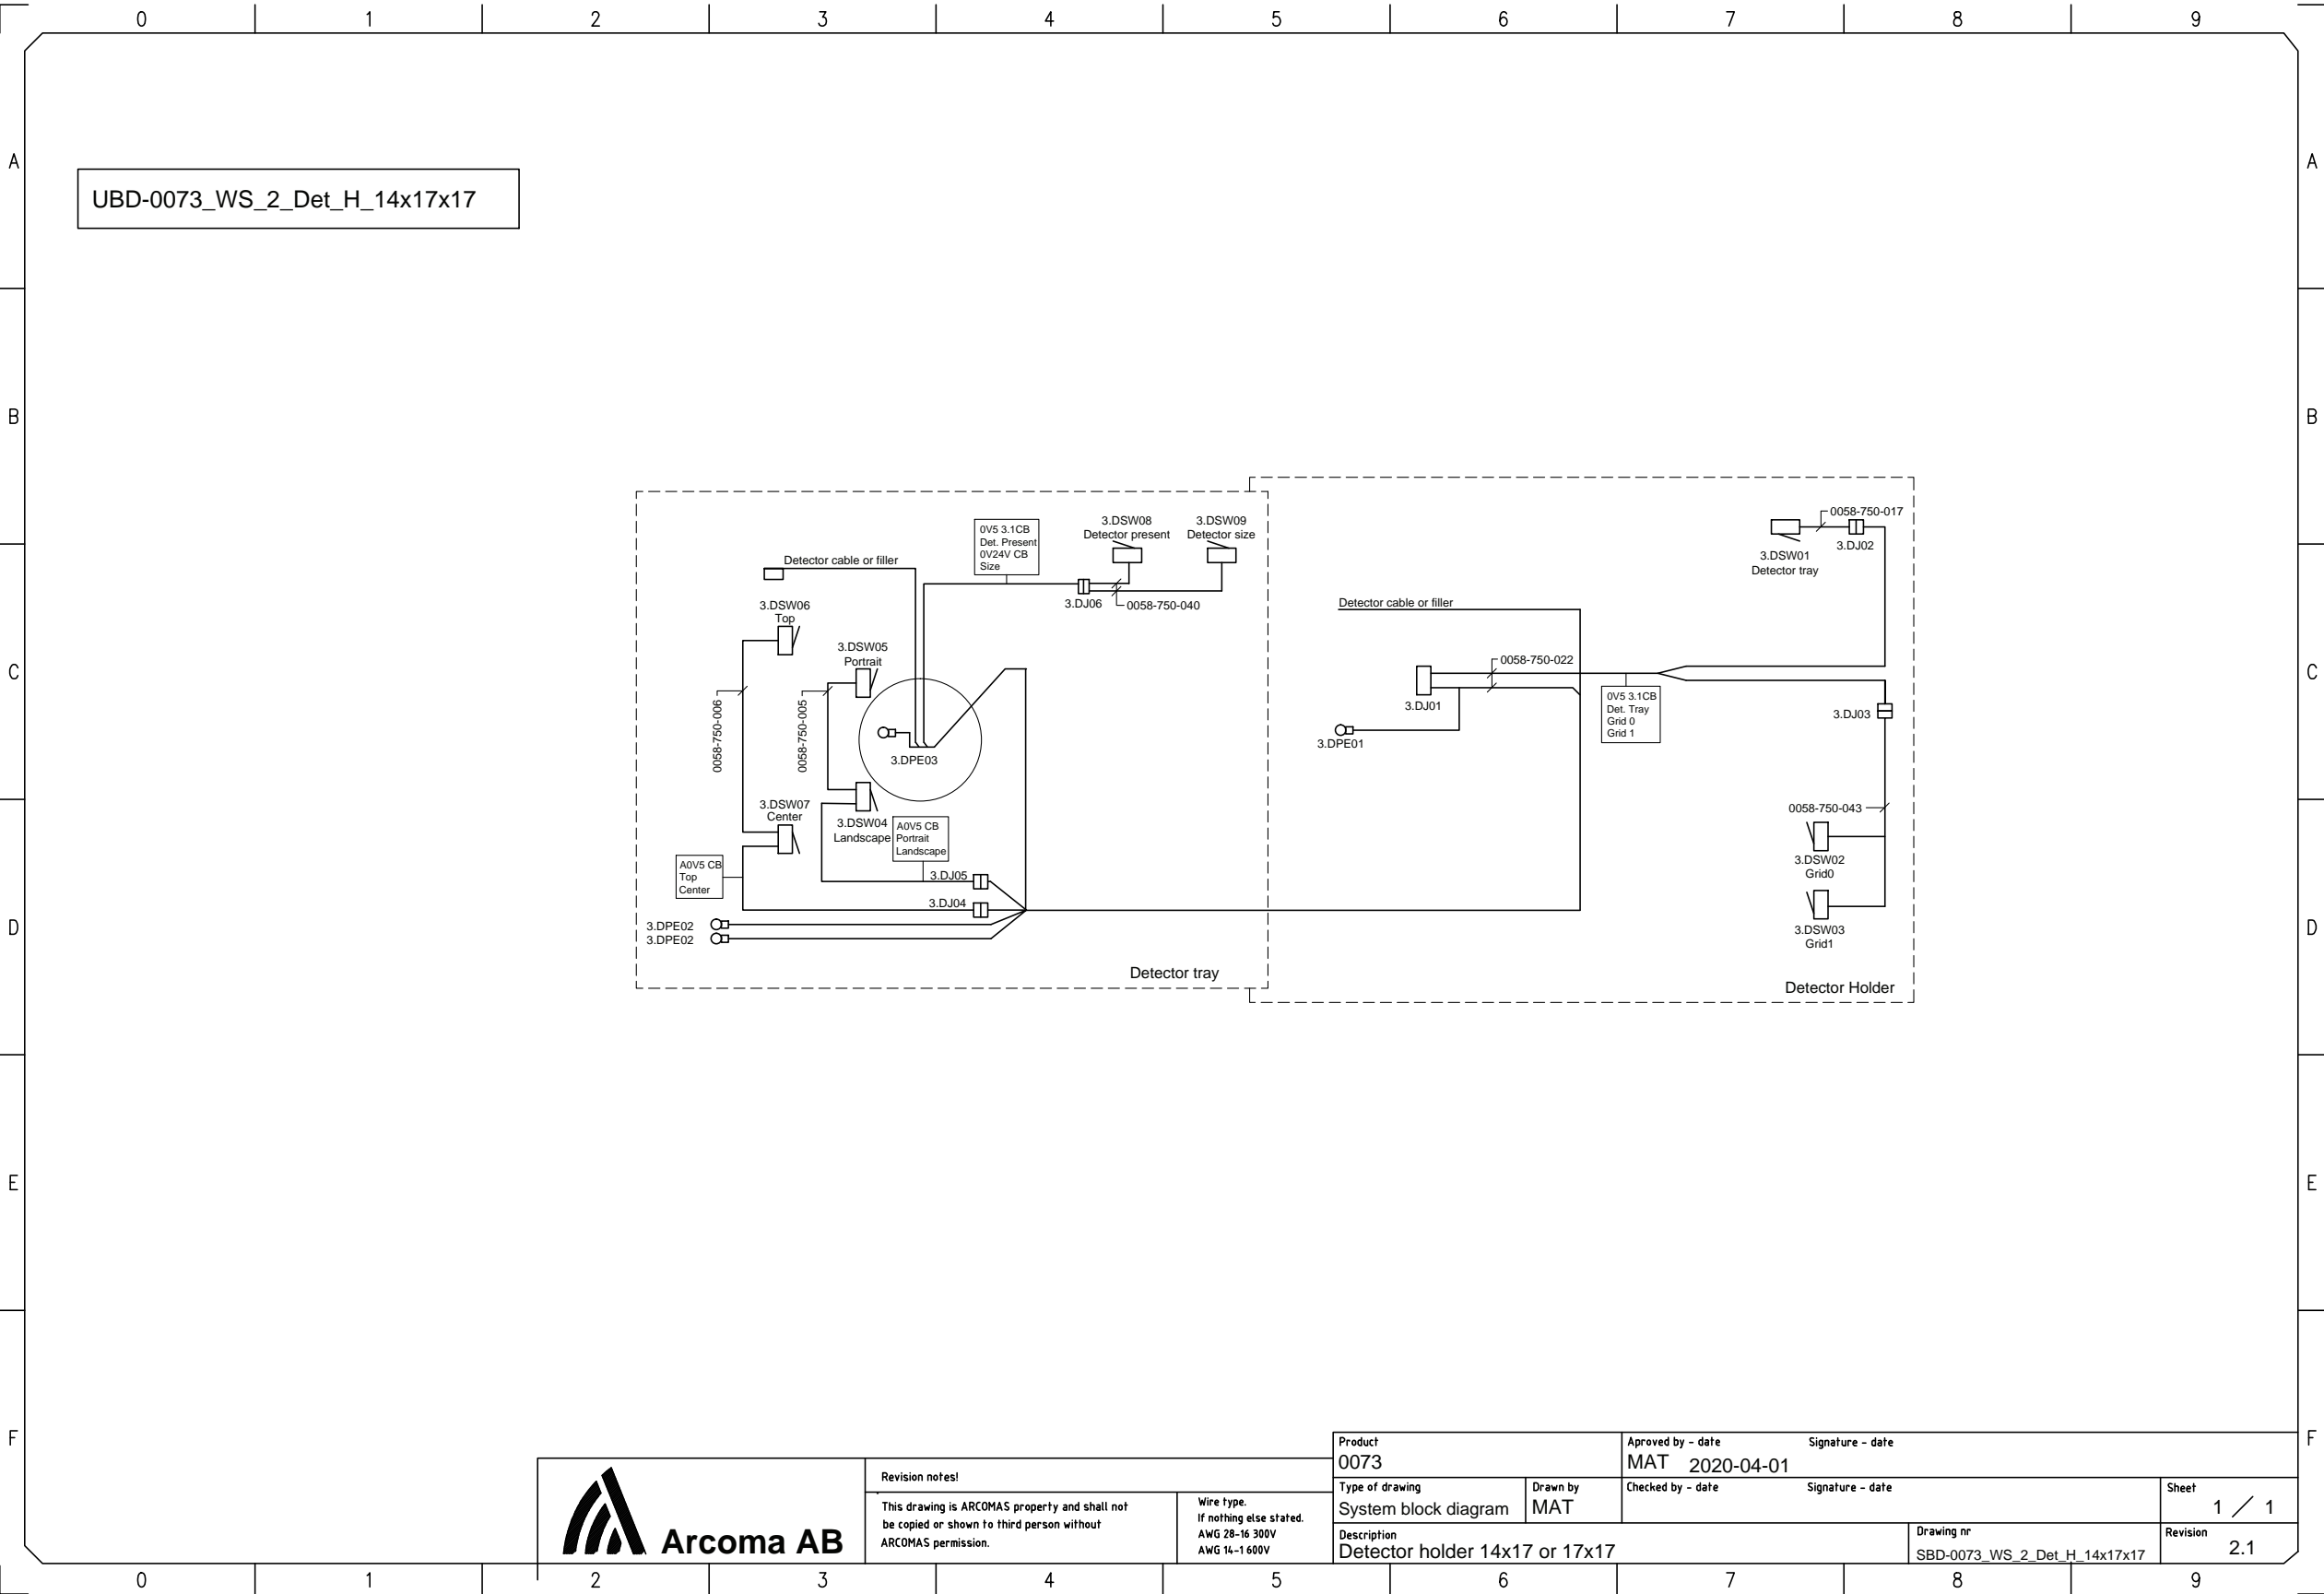 0 1 2 3 4 5 6 7 8 9
A A
UBD-0073_WS_2_Det_H_14x17x17
B B
0V5 3.1CB
Det. Present
0V24V CB
Size
3.DSW08
Detector present
3.DSW09
Detector size
0058-750-017
3.DJ02
3.DSW01
Detector tray
Detector cable or filler
3.DJ06
0058-750-040
3.DSW06
Top
Detector cable or filler
3.DSW05
Portrait
C C
0058-750-022
3.DJ01
0V5 3.1CB
Det. Tray
Grid 0
Grid 1
3.DJ03
0058-750-006
0058-750-005
3.DPE03
3.DPE01
3.DSW07
Center
3.DSW04
Landscape
A0V5 CB
Portrait
Landscape
0058-750-043
A0V5 CB
Top
Center
3.DSW02
Grid0
3.DJ05
3.DJ04
3.DPE02
3.DPE02
D D
3.DSW03
Grid1
Detector tray
Detector Holder
E E
F F
Arcoma AB
Revision notes!
This drawing is ARCOMAS property and shall not
be copied or shown to third person without
ARCOMAS permission.
Wire type.
If nothing else stated.
AWG 28-16 300V
AWG 14-1 600V
Product
0073
Aproved by - date
MAT 2020-04-01
Signature - date
Type of drawing
System block diagram
Drawn by
MAT
Checked by - date
Signature - date
Sheet
1 / 1
Description
Detector holder 14x17 or 17x17
Drawing nr
SBD-0073_WS_2_Det_H_14x17x17
Revision
2.1
0 1 2 3 4 5 6 7 8 9